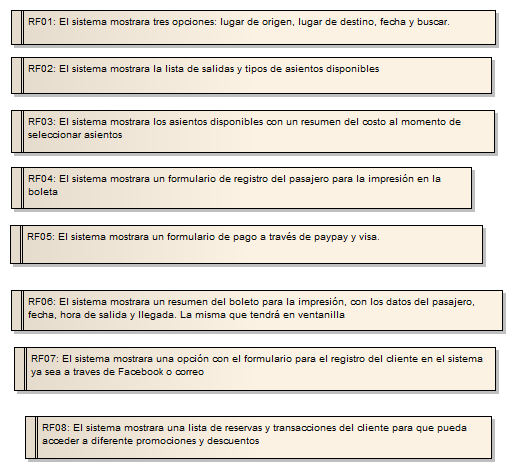 RF01: El sistema mostrara tres opciones: lugar de origen, lugar de destino, fecha y buscar.
RF02: El sistema mostrara la lista de salidas y tipos de asientos disponibles
RF03: El sistema mostrara los asientos disponibles con un resumen del costo al momento de
seleccionar asientos
RF04: El sistema mostrara un formulario de registro del pasajero para la impresión en la
boleta
RF05: El sistema mostrara un formulario de pago a través de paypay y visa.
RF06: El sistema mostrara un resumen del boleto para la impresión, con los datos del pasajero,
fecha, hora de salida y llegada. La misma que tendrá en ventanilla
RF07: El sistema mostrara una opción con el formulario para el registro del cliente en el sistema
ya sea a traves de Facebook o correo
RF08: El sistema mostrara una lista de reservas y transacciones del cliente para que pueda
acceder a diferente promociones y descuentos